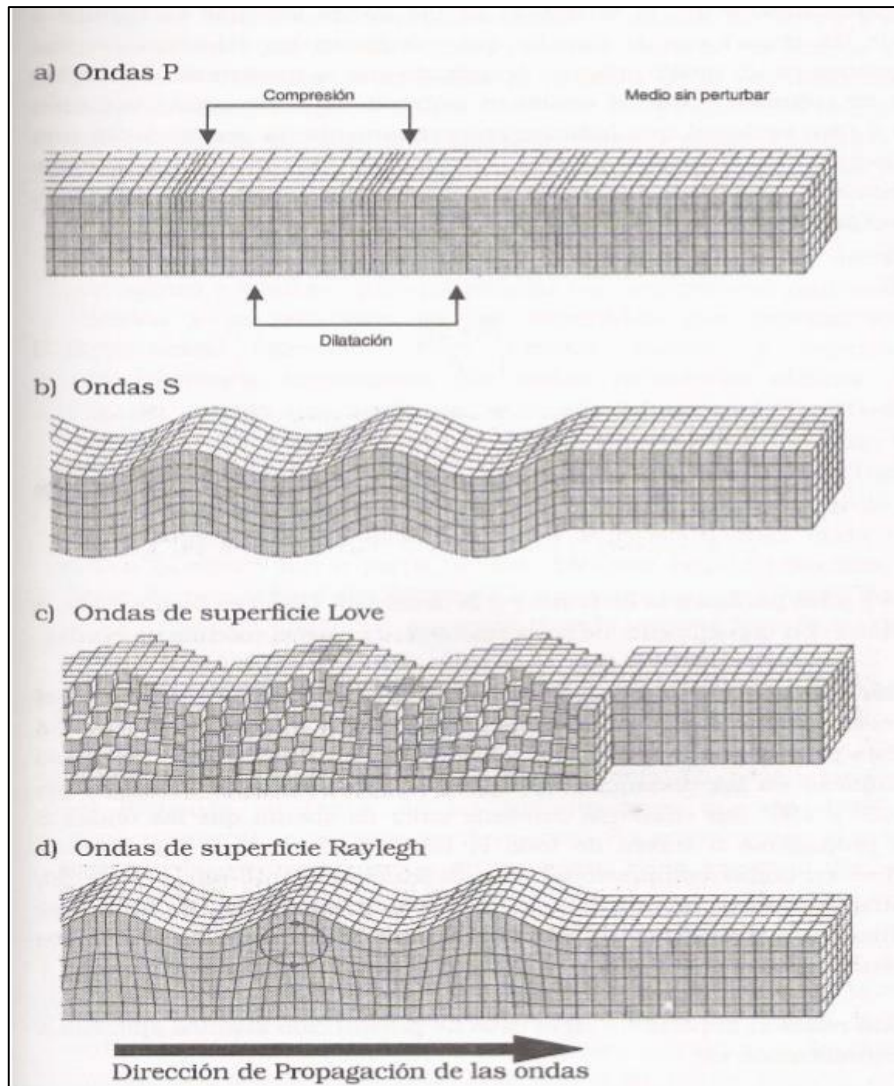 a) Ondas P
Compresión
Medio sin perturbar
Dilatación
b) Ondas S
c) Ondas de superficie Love
d) Ondas de superficie Raylegh
Dirección de Propagación de las ondas